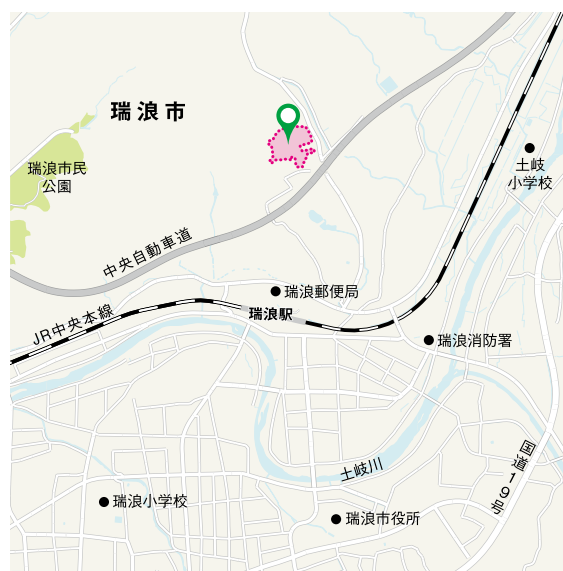 瑞浪市
土岐
小学校
瑞浪市民
公園
中央自動車道
瑞浪郵便局
瑞浪駅
JR中央本線
瑞浪消防署
土岐川
国道19号
瑞浪小学校
瑞浪市役所